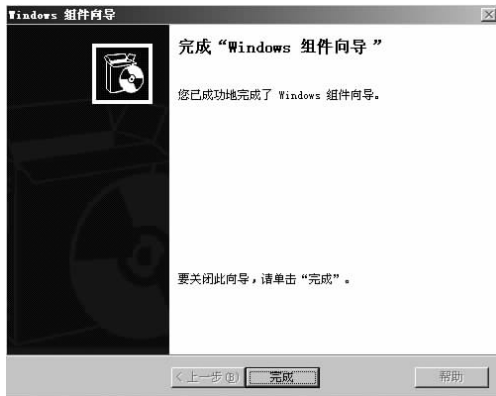 Windows 组件向导
完成“Windows 组件向导 ”
您已成功地完成了 Windows 组件向导。
要关闭此向导，请单击“完成”。
< 上一步(B)
完成
帮助